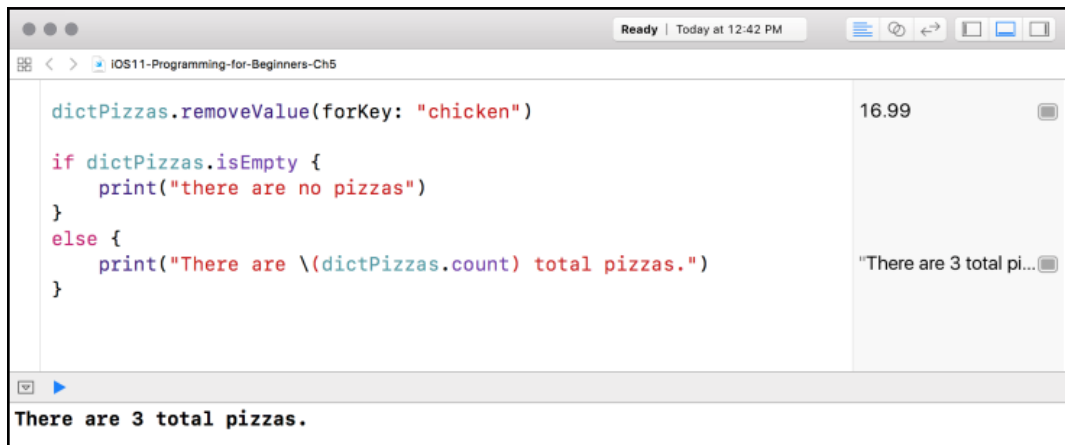 Ready | Today at 12:42 PM
iOS11-Programming-for-Beginners-Ch5
dictPizzas.removeValue(forKey: "chicken")
16.99
if dictPizzas.isEmpty {
    print("there are no pizzas")
}
else {
    print("There are \(dictPizzas.count) total pizzas.")
"There are 3 total pi...
}
There are 3 total pizzas.